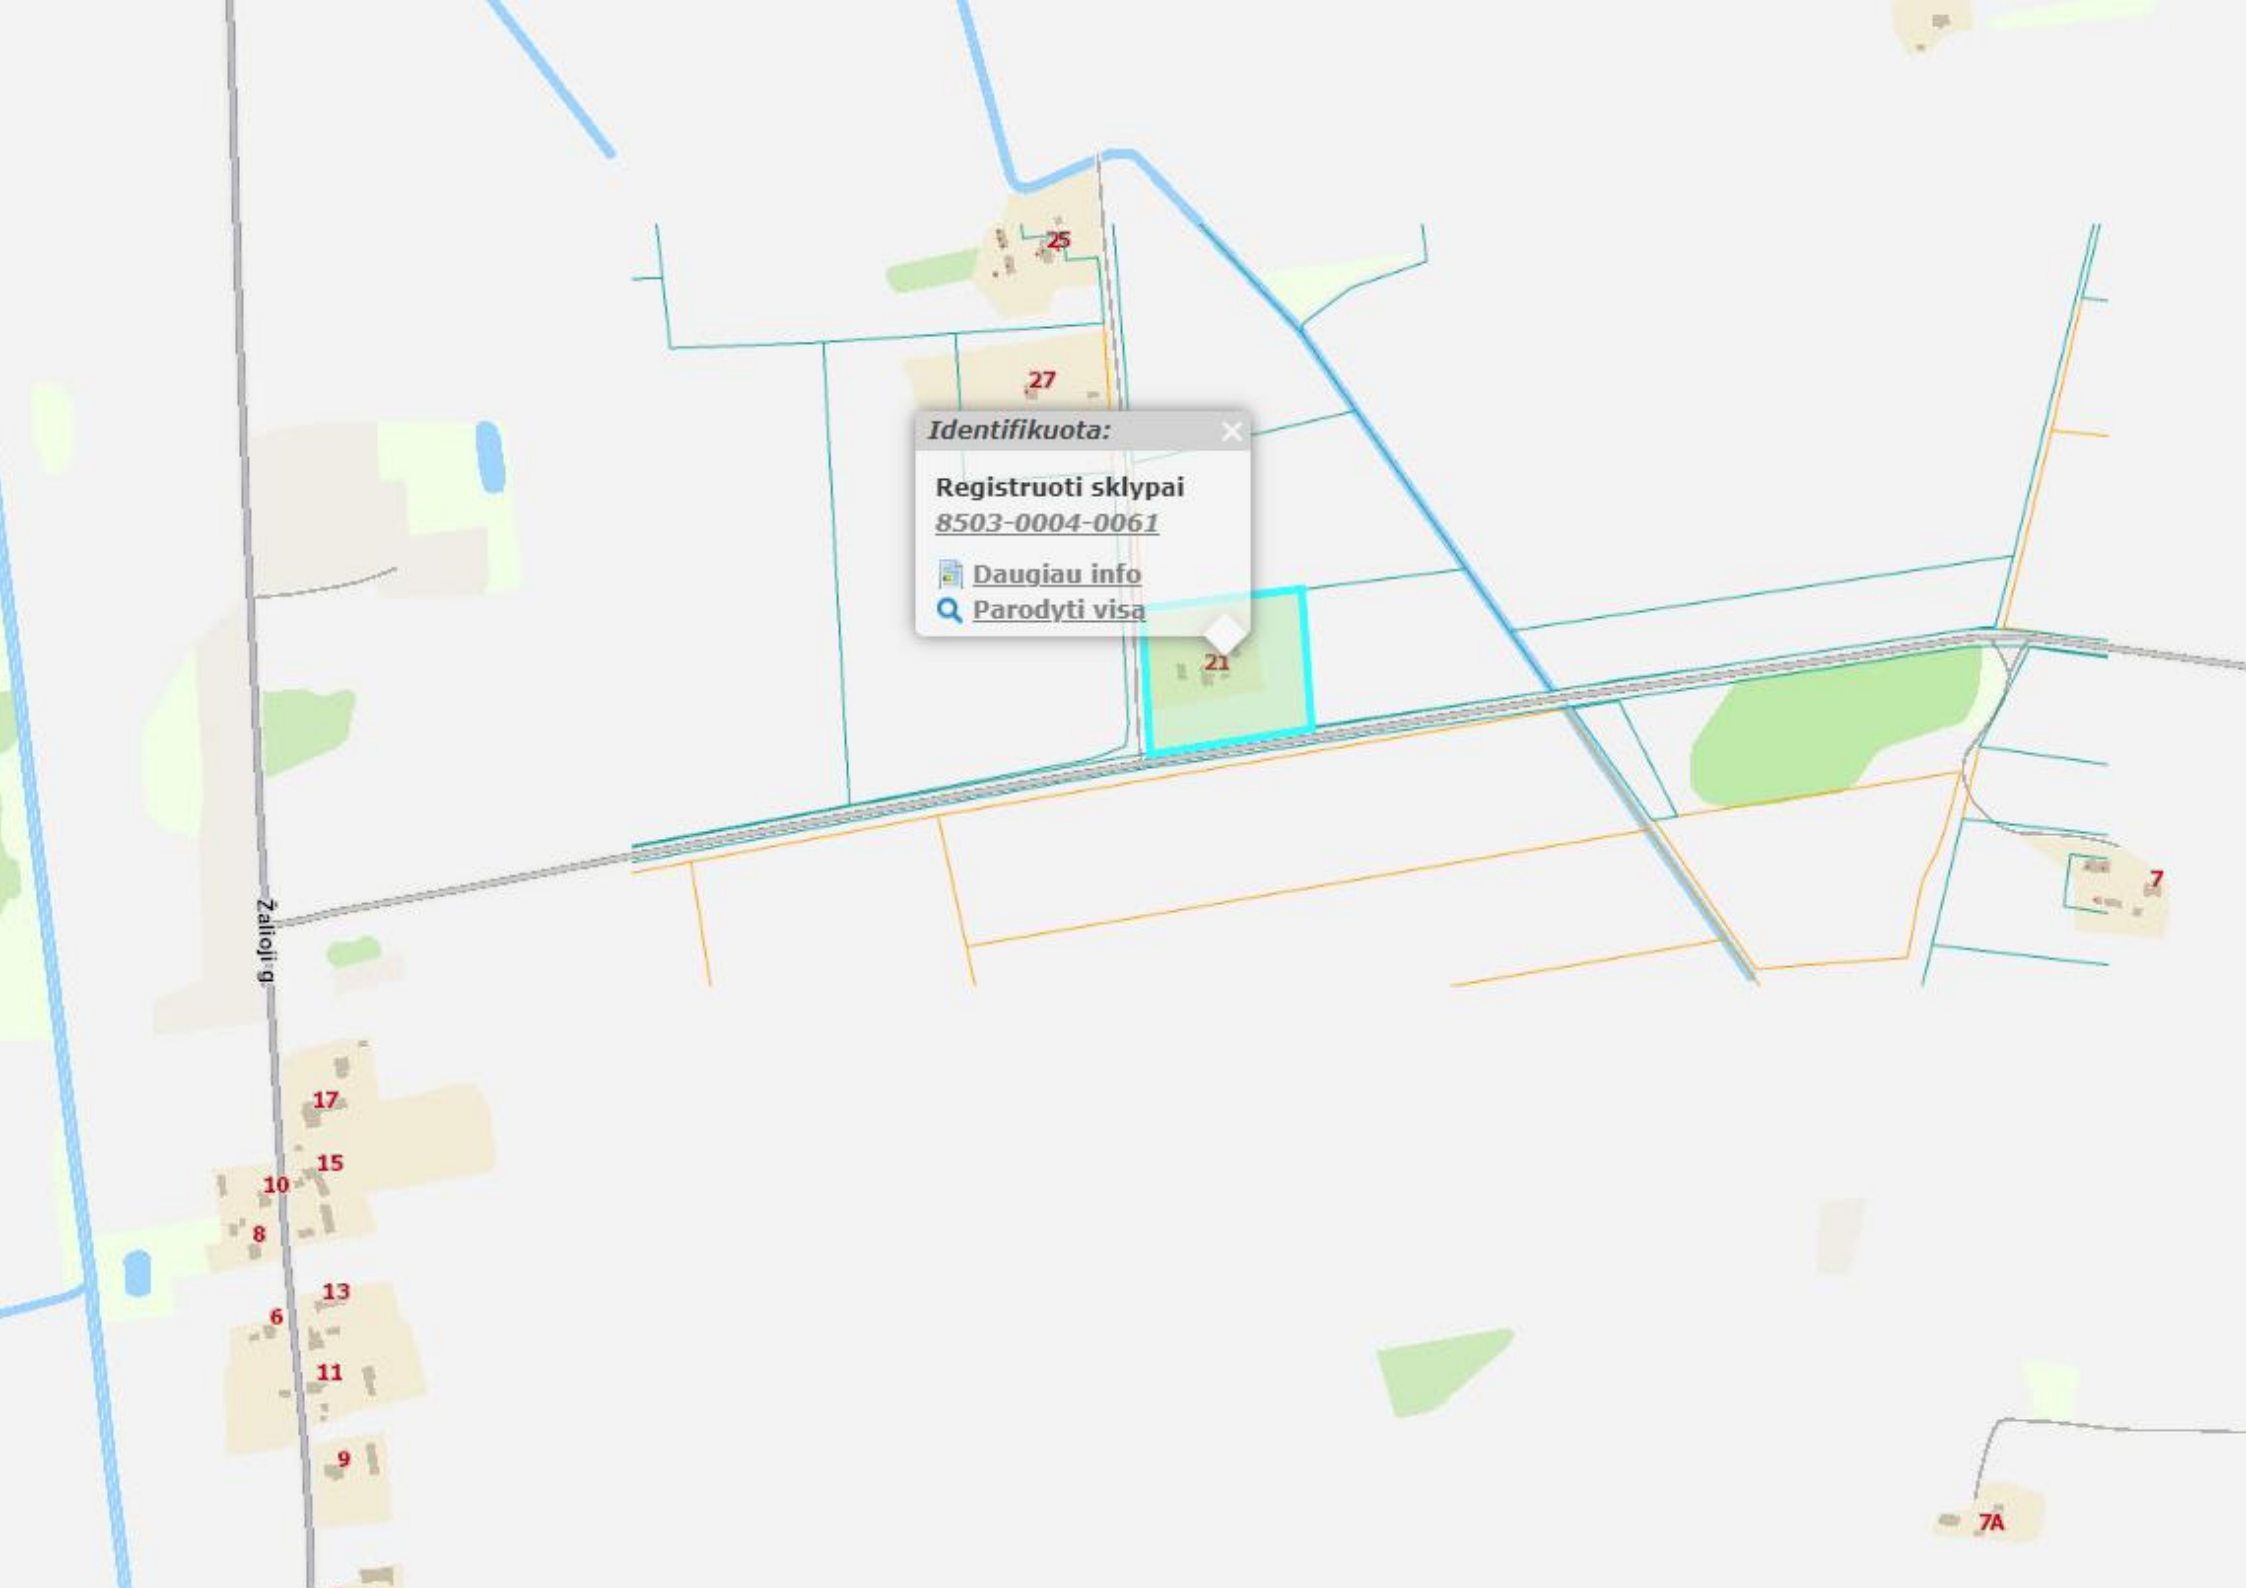 25
27
Identifikuota:
Registruoti sklypai
8503-0004-0061
Daugiau info
Parodyti visą
21
7
Žalioji g.
17
15
10
8
13
6
11
9
7A